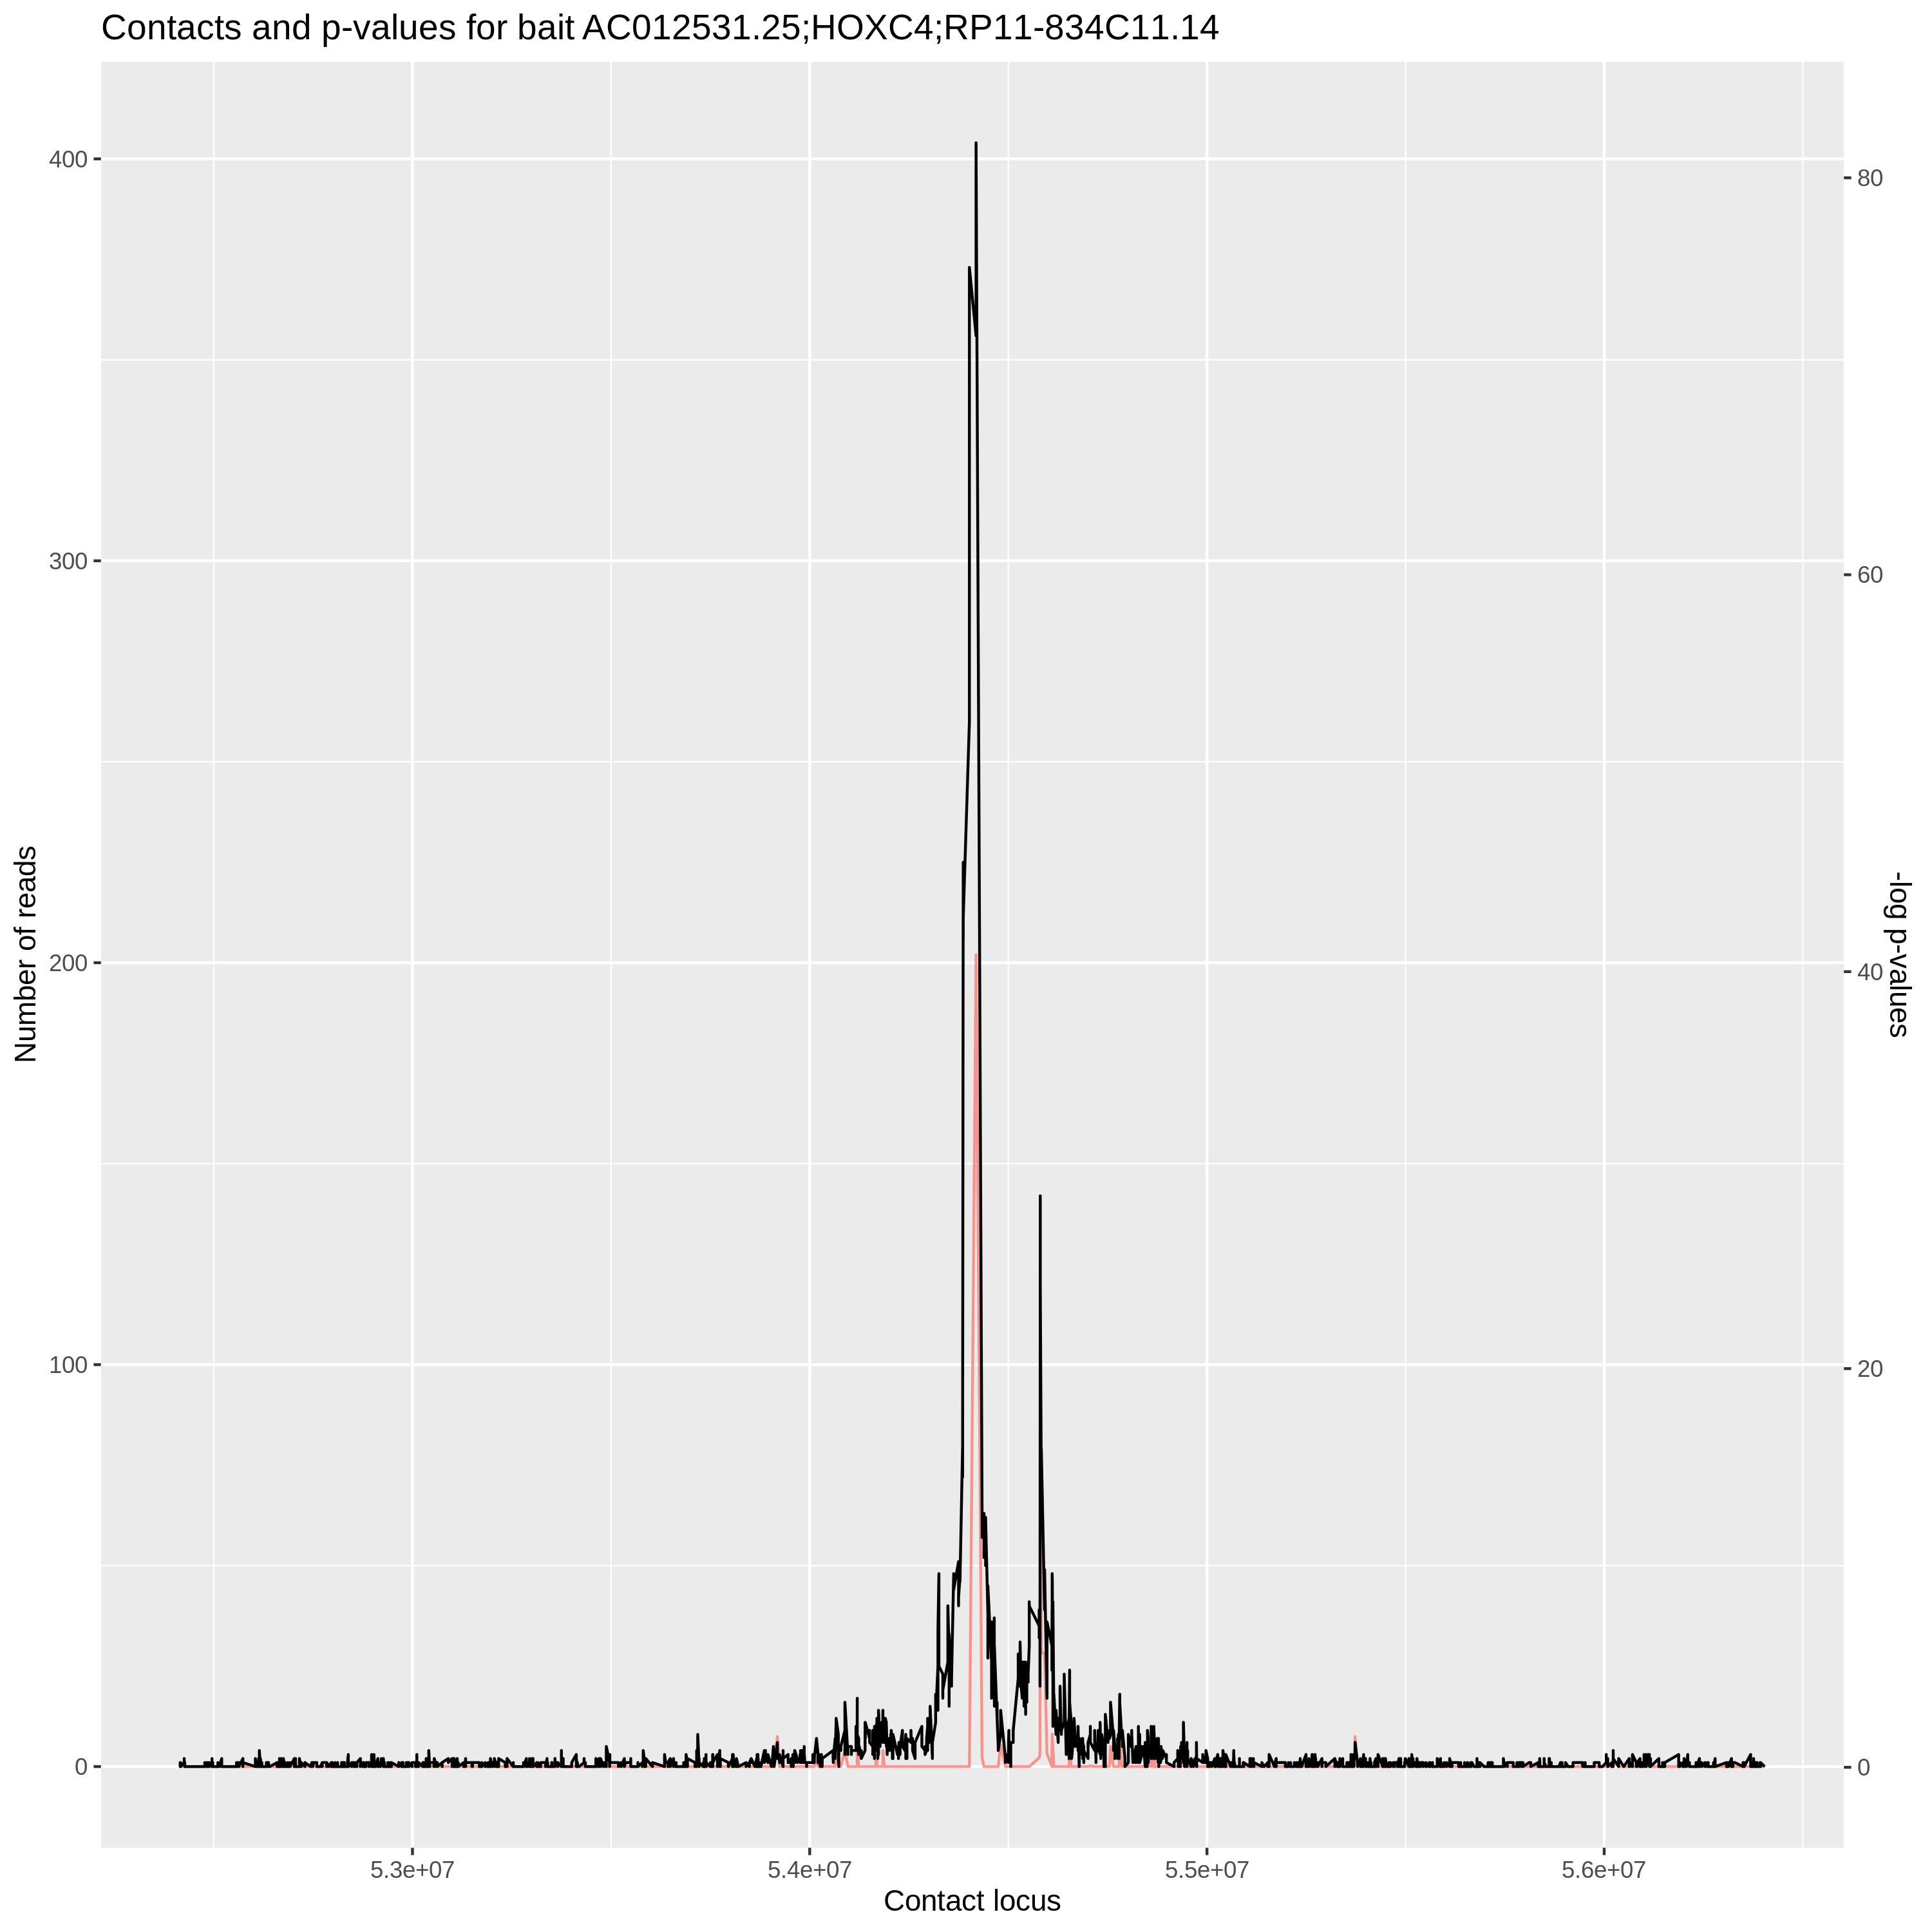 Contacts and p-values for bait AC012531.25;HOXC4;RP11-834C11.14
400
300
200
100
0
Number of reads
80
60
40
20
0
-log p-values
5.3e+07
5.4e+07
5.5e+07
5.6e+07
Contact locus